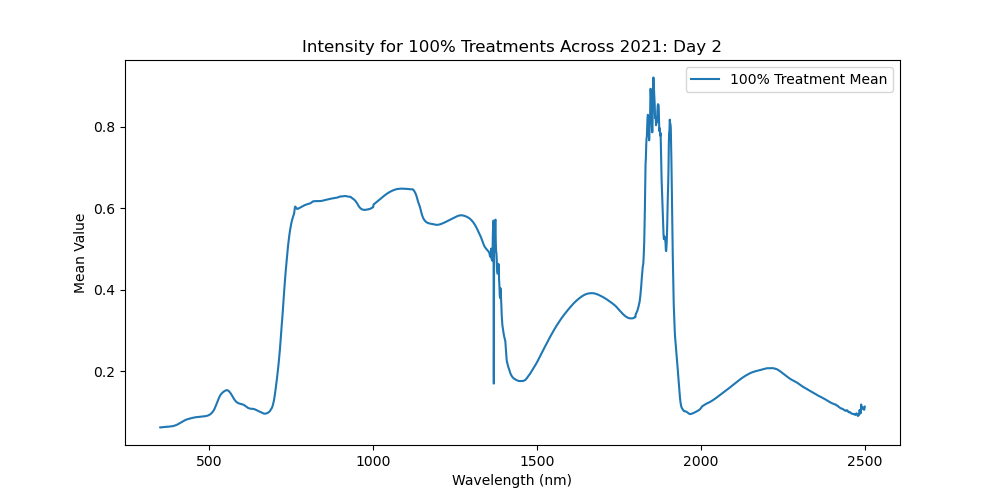 Intensity for 100% Treatments Across 2021: Day 2
100% Treatment Mean
Mean Value
0.8
0.6
0.4
0.2
500 1000 1500 2000 2500
Wavelength (nm)